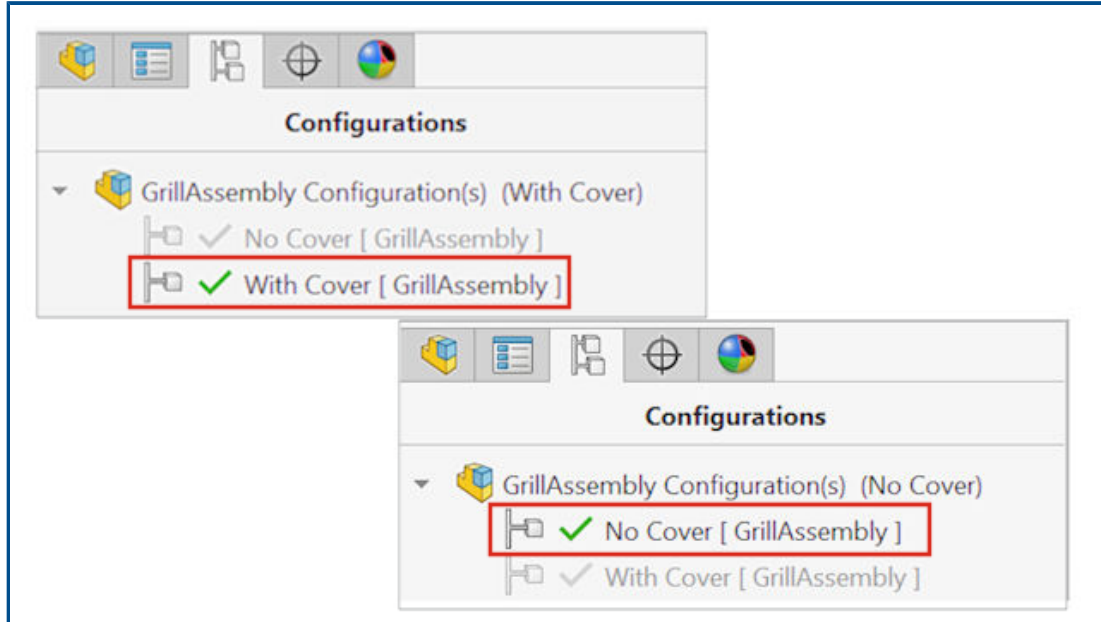 Configurations
GrillAssembly Configuration(s) (With Cover)
No Cover [ GrillAssembly ]
With Cover [ GrillAssembly ]
Configurations
GrillAssembly Configuration(s) (No Cover)
No Cover [ GrillAssembly ]
With Cover [ GrillAssembly ]